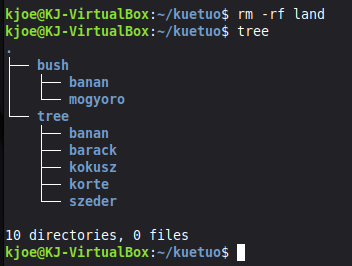 kjoe@KJ-VirtualBox:~/kuetuo$ rm -rf land
kjoe@KJ-VirtualBox:~/kuetuo$ tree
.
├── bush
│   ├── banan
│   └── mogyoro
└── tree
    ├── banan
    ├── barack
    ├── kokusz
    ├── korte
    └── szeder

10 directories, 0 files
kjoe@KJ-VirtualBox:~/kuetuo$